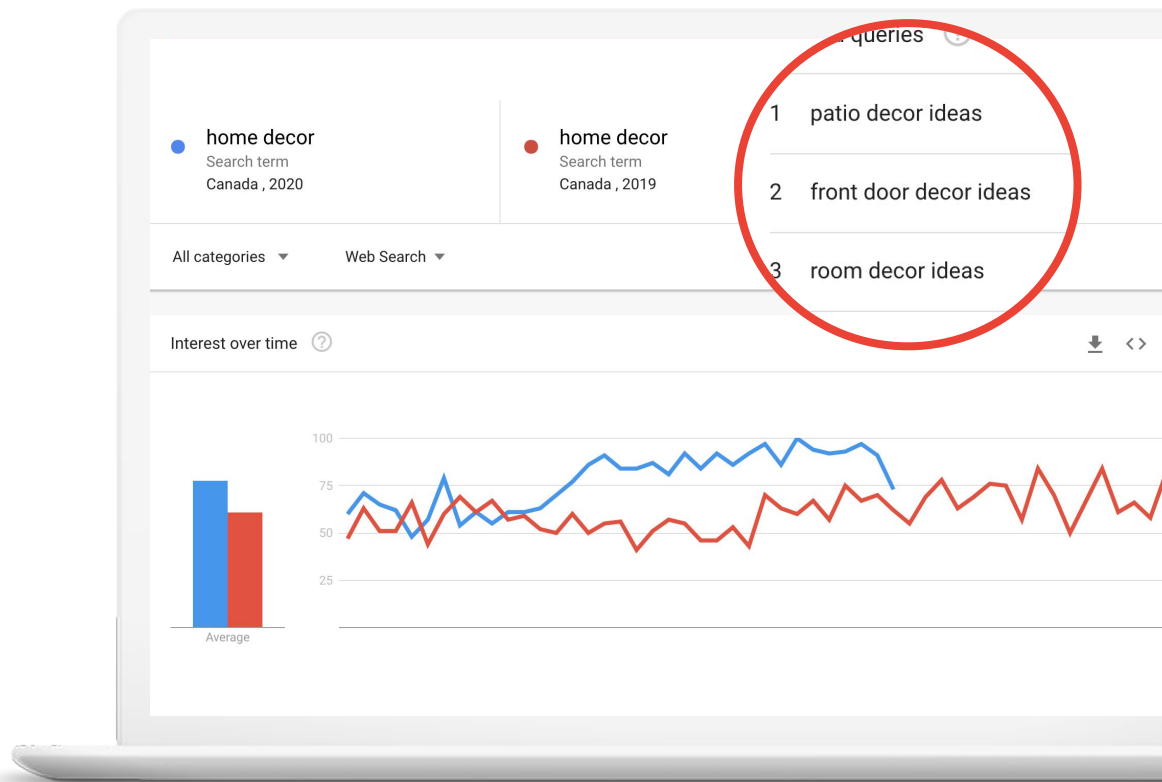 queries
1 patio decor ideas
2 front door decor ideas
3 room decor ideas
home decor
Search term
Canada , 2020
home decor
Search term
Canada , 2019
All categories
Web Search
Interest over time
100
75
50
25
Average